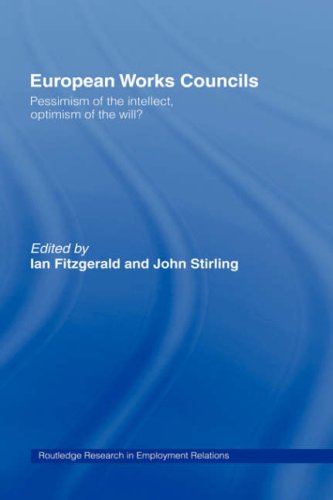 European Works Councils
Pessimism of the intellect,
optimism of the will?
Edited by
Ian Fitzgerald and John Stirling
Routledge Research in Employment Relations